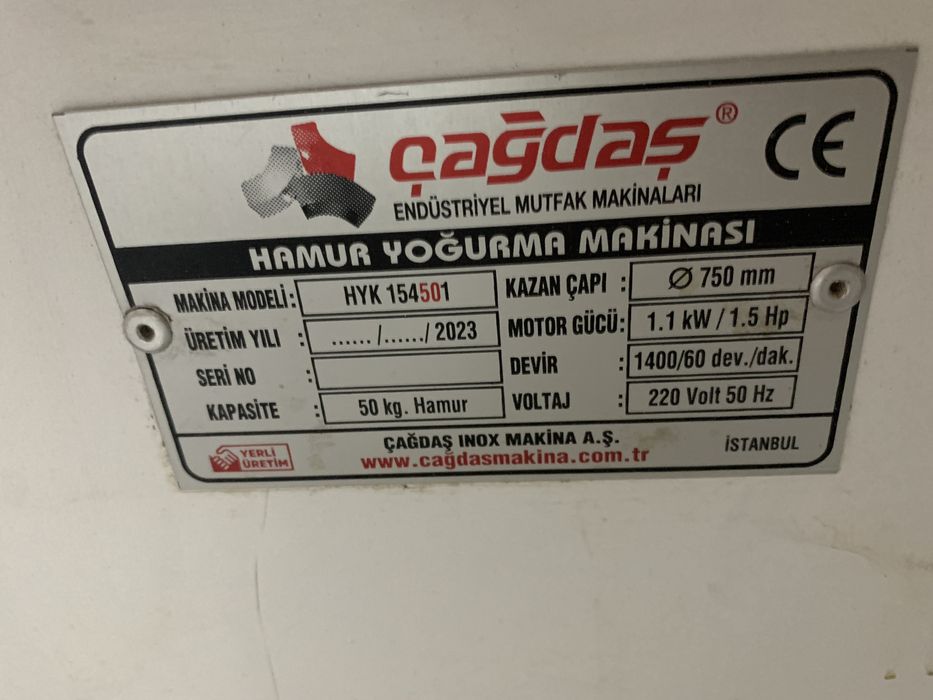 çağdaş®
CE
ENDÜSTRİYEL MUTFAK MAKİNALARI
HAMUR YOĞURMA MAKİNASI
MAKİNA MODELİ : HYK 154501
ÜRETİM YILI : ....../....../ 2023
SERİ NO :
KAPASİTE : 50 kg. Hamur
KAZAN ÇAPI : Ø 750 mm
MOTOR GÜCÜ: 1.1 kW / 1.5 Hp
DEVİR : 1400/60 dev./dak.
VOLTAJ : 220 Volt 50 Hz
YERLİ
ÜRETİM
ÇAĞDAŞ INOX MAKİNA A.Ş.
www.cağdasmakina.com.tr
İSTANBUL